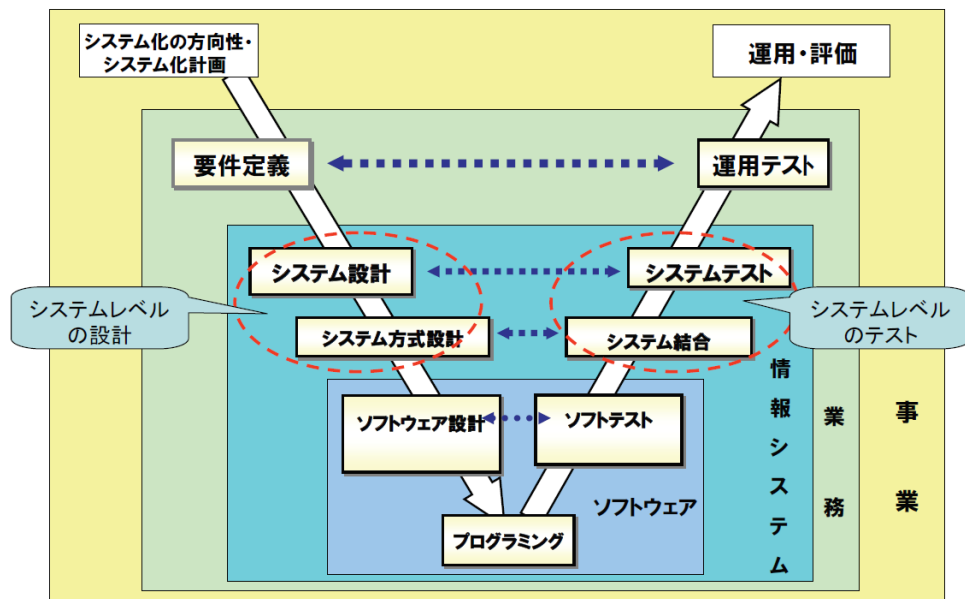 システム化の方向性・
システム化計画
運用・評価
要件定義
運用テスト
システム設計
システムテスト
システムレベル
の設計
システムレベル
のテスト
システム方式設計
システム結合
ソフトウェア設計
ソフトテスト
ソフトウェア
プログラミング
情報システム
業務
事業